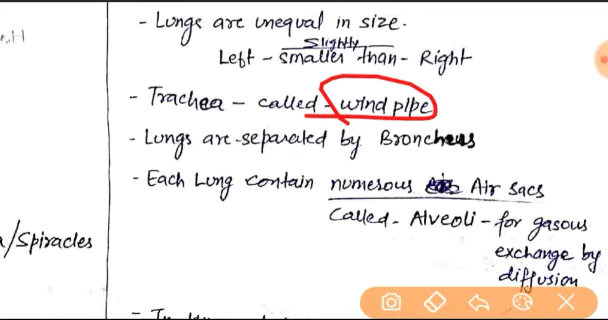 - Lungs are unequal in size.
Slightly
Left - smaller than - Right
- Trachea - called - wind pipe
- Lungs are separated by Bronchus
- Each Lung contain numerous Air sacs
Called - Alveoli - for gasous
exchange by
diffusion
/Spiracles